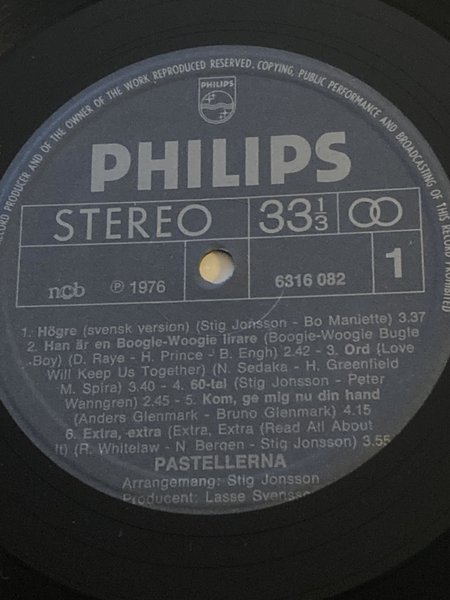 RECORD PRODUCER AND OF THE OWNER OF THE WORK REPRODUCED RESERVED. COPYING, PUBLIC PERFORMANCE AND BROADCASTING OF THIS RECORD PROHIBITED
PHILIPS
PHILIPS
STEREO 33 1/3
ncb ℗ 1976 6316 082 1
1. Högre (svensk version) (Stig Jonsson - Bo Maniette) 3.37
2. Han är en Boogie-Woogie lirare (Boogie-Woogie Bugle
Boy) (D. Raye - H. Prince - B. Engh) 2.42 - 3. Ord (Love
Will Keep Us Together) (N. Sedaka - H. Greenfield
M. Spira) 3.40 - 4. 60-tal (Stig Jonsson - Peter
Wanngren) 2.45 - 5. Kom, ge mig nu din hand
(Anders Glenmark - Bruno Glenmark) 4.15
6. Extra, extra (Extra, Extra (Read All About
It) (R. Whitelaw - N Bergen - Stig Jonsson) 3.55
PASTELLERNA
Arrangemang: Stig Jonsson
Producent: Lasse Svensson